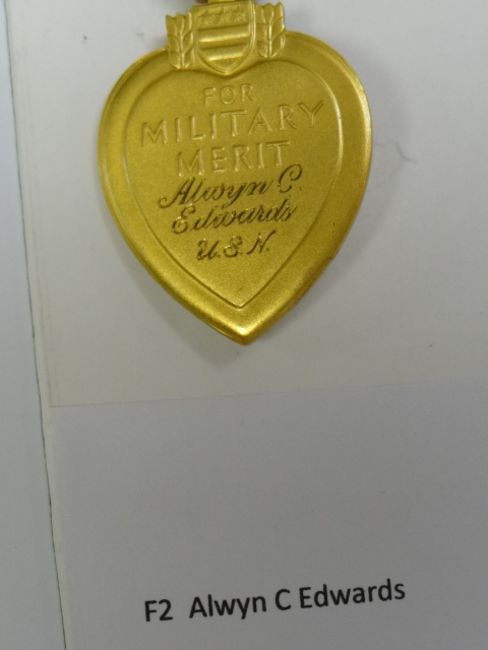 FOR
MILITARY
MERIT
Alwyn C.
Edwards
U.S.N.
F2 Alwyn C Edwards